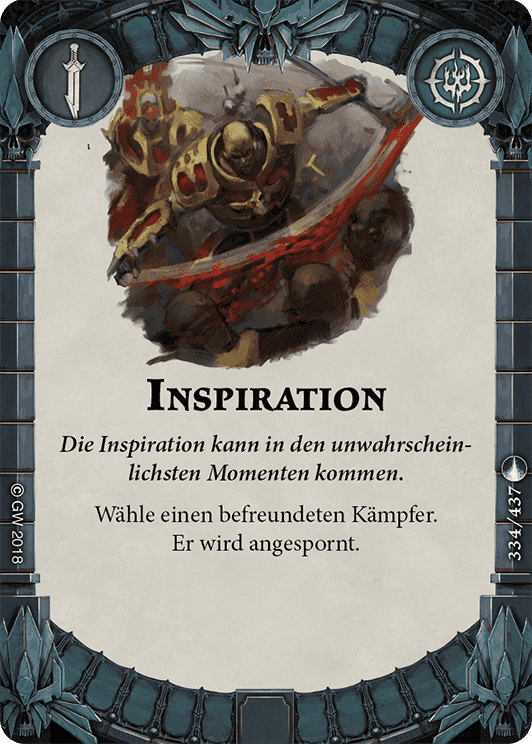 Inspiration
Die Inspiration kann in den unwahrschein-
lichsten Momenten kommen.
Wähle einen befreundeten Kämpfer.
Er wird angespornt.
© GW 2018
334/437